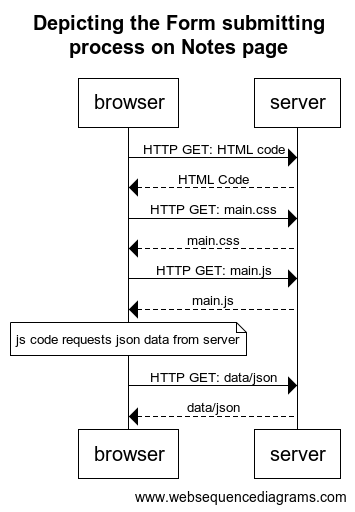 Depicting the Form submitting
process on Notes page
browser
server
HTTP GET: HTML code
HTML Code
HTTP GET: main.css
main.css
HTTP GET: main.js
main.js
js code requests json data from server
HTTP GET: data/json
data/json
browser
server
www.websequencediagrams.com